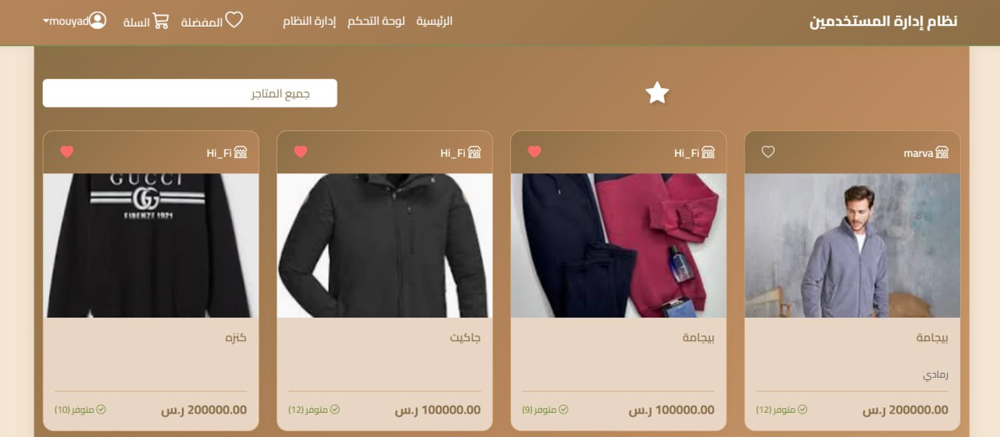 نظام إدارة المستخدمين
الرئيسية لوحة التحكم إدارة النظام
المفضلة
السلة
mouyad
جميع المتاجر
marva
بيجامة
رمادي
200000.00 ر.س
متوفر (12)
Hi_Fi
بيجامة
100000.00 ر.س
متوفر (9)
Hi_Fi
جاكيت
100000.00 ر.س
متوفر (12)
Hi_Fi
GUCCI
FIRENZE 1921
كنزه
200000.00 ر.س
متوفر (10)